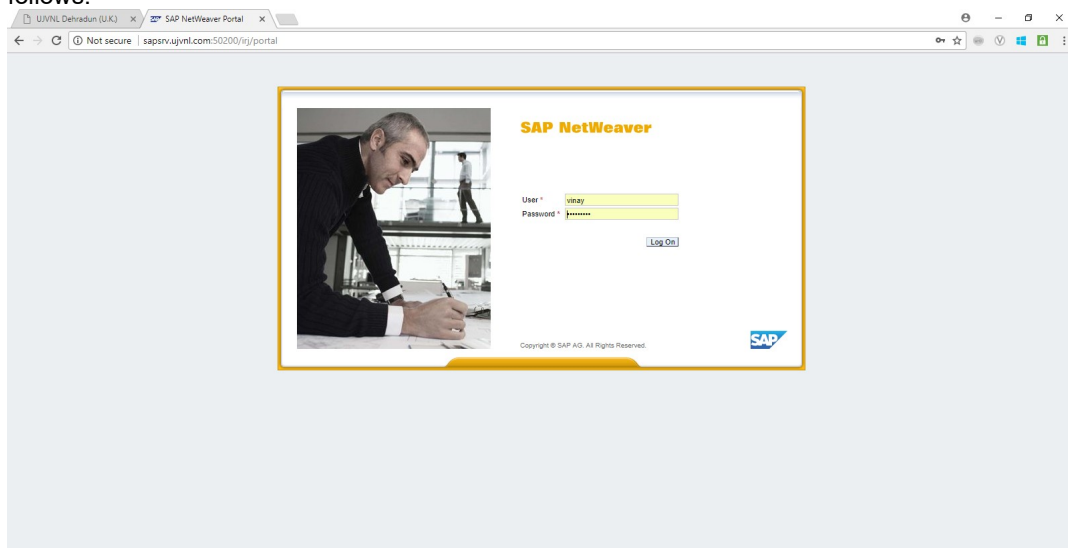 follows:
UJVNL Dehradun (U.K.)
SAP NetWeaver Portal
Not secure | sapsrv.ujvnl.com:50200/irj/portal
SAP NetWeaver
User * vinay
Password * •••••••••
Log On
Copyright © SAP AG. All Rights Reserved.
SAP